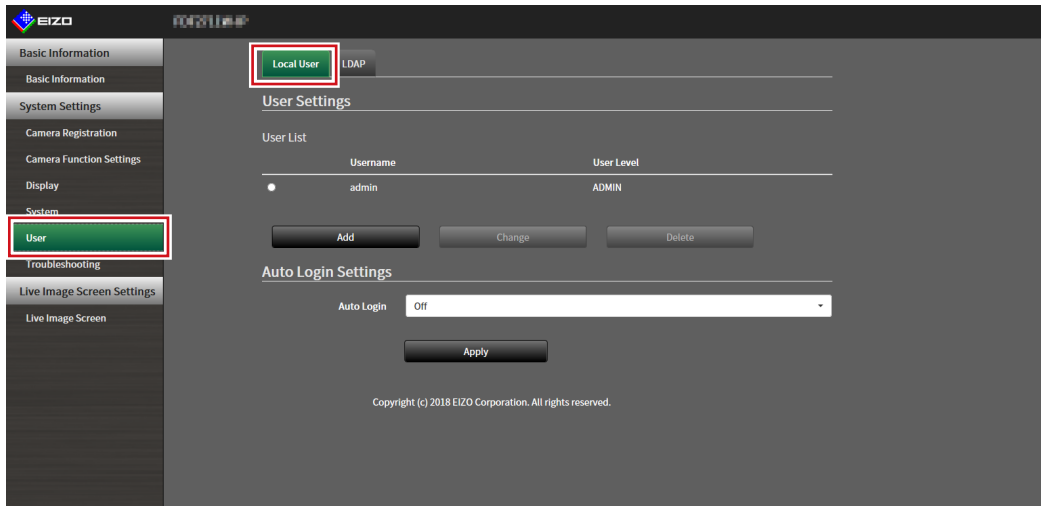 EIZO
Basic Information
Basic Information
System Settings
Camera Registration
Camera Function Settings
Display
System
User
Troubleshooting
Live Image Screen Settings
Live Image Screen
Local User
LDAP
User Settings
User List
Username User Level
admin ADMIN
Add Change Delete
Auto Login Settings
Auto Login Off
Apply
Copyright (c) 2018 EIZO Corporation. All rights reserved.